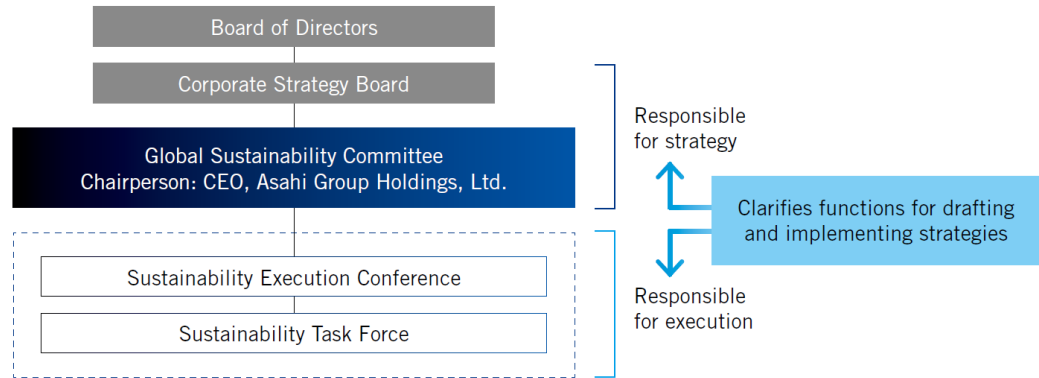 Board of Directors
Corporate Strategy Board
Global Sustainability Committee
Chairperson: CEO, Asahi Group Holdings, Ltd.
Sustainability Execution Conference
Sustainability Task Force
Responsible
for strategy
Clarifies functions for drafting
and implementing strategies
Responsible
for execution